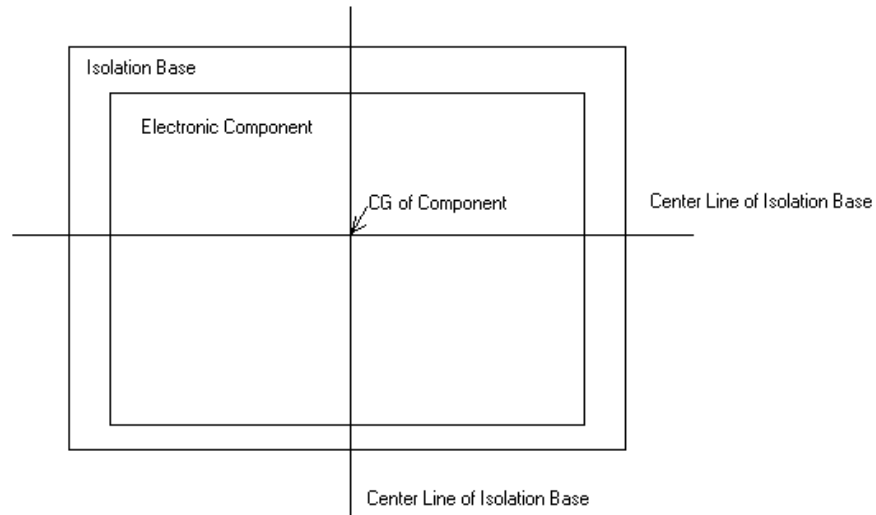 Isolation Base
Electronic Component
CG of Component
Center Line of Isolation Base
Center Line of Isolation Base